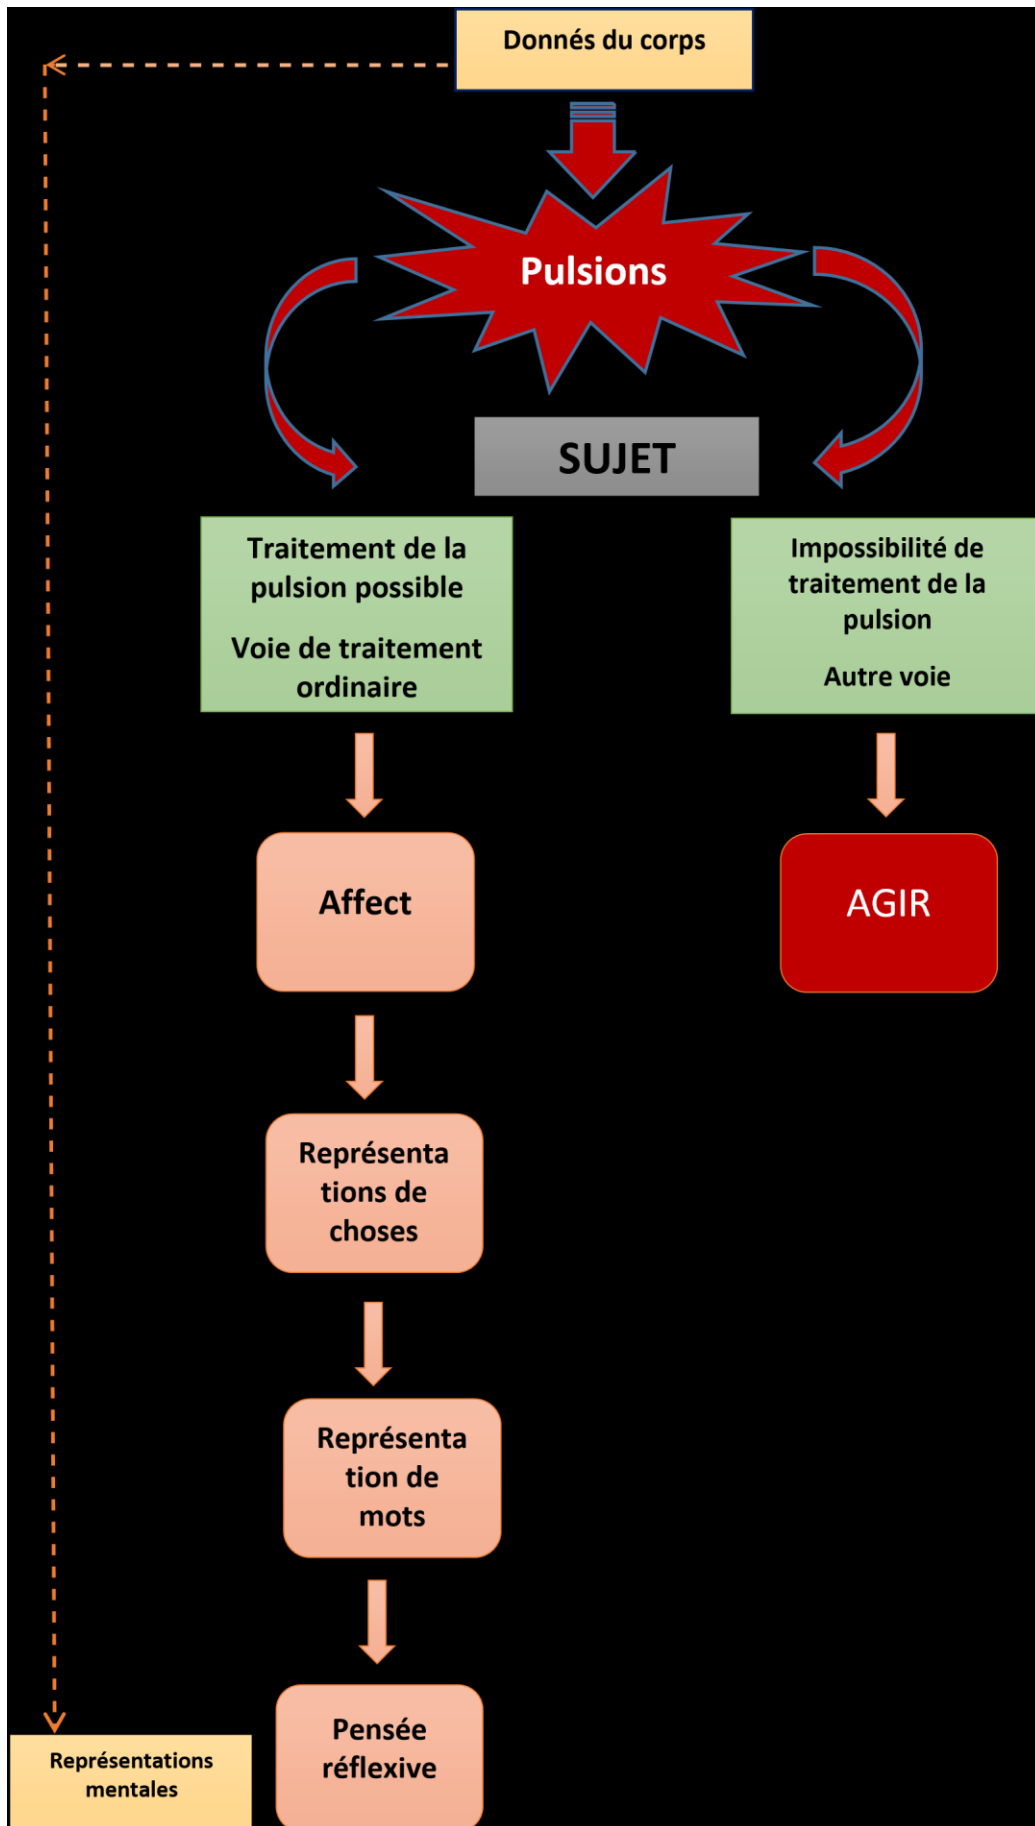 Donnés du corps
Pulsions
SUJET
Traitement de la
pulsion possible
Voie de traitement
ordinaire
Impossibilité de
traitement de la
pulsion
Autre voie
Affect
AGIR
Représenta
tions de
choses
Représenta
tion de
mots
Pensée
réflexive
Représentations
mentales